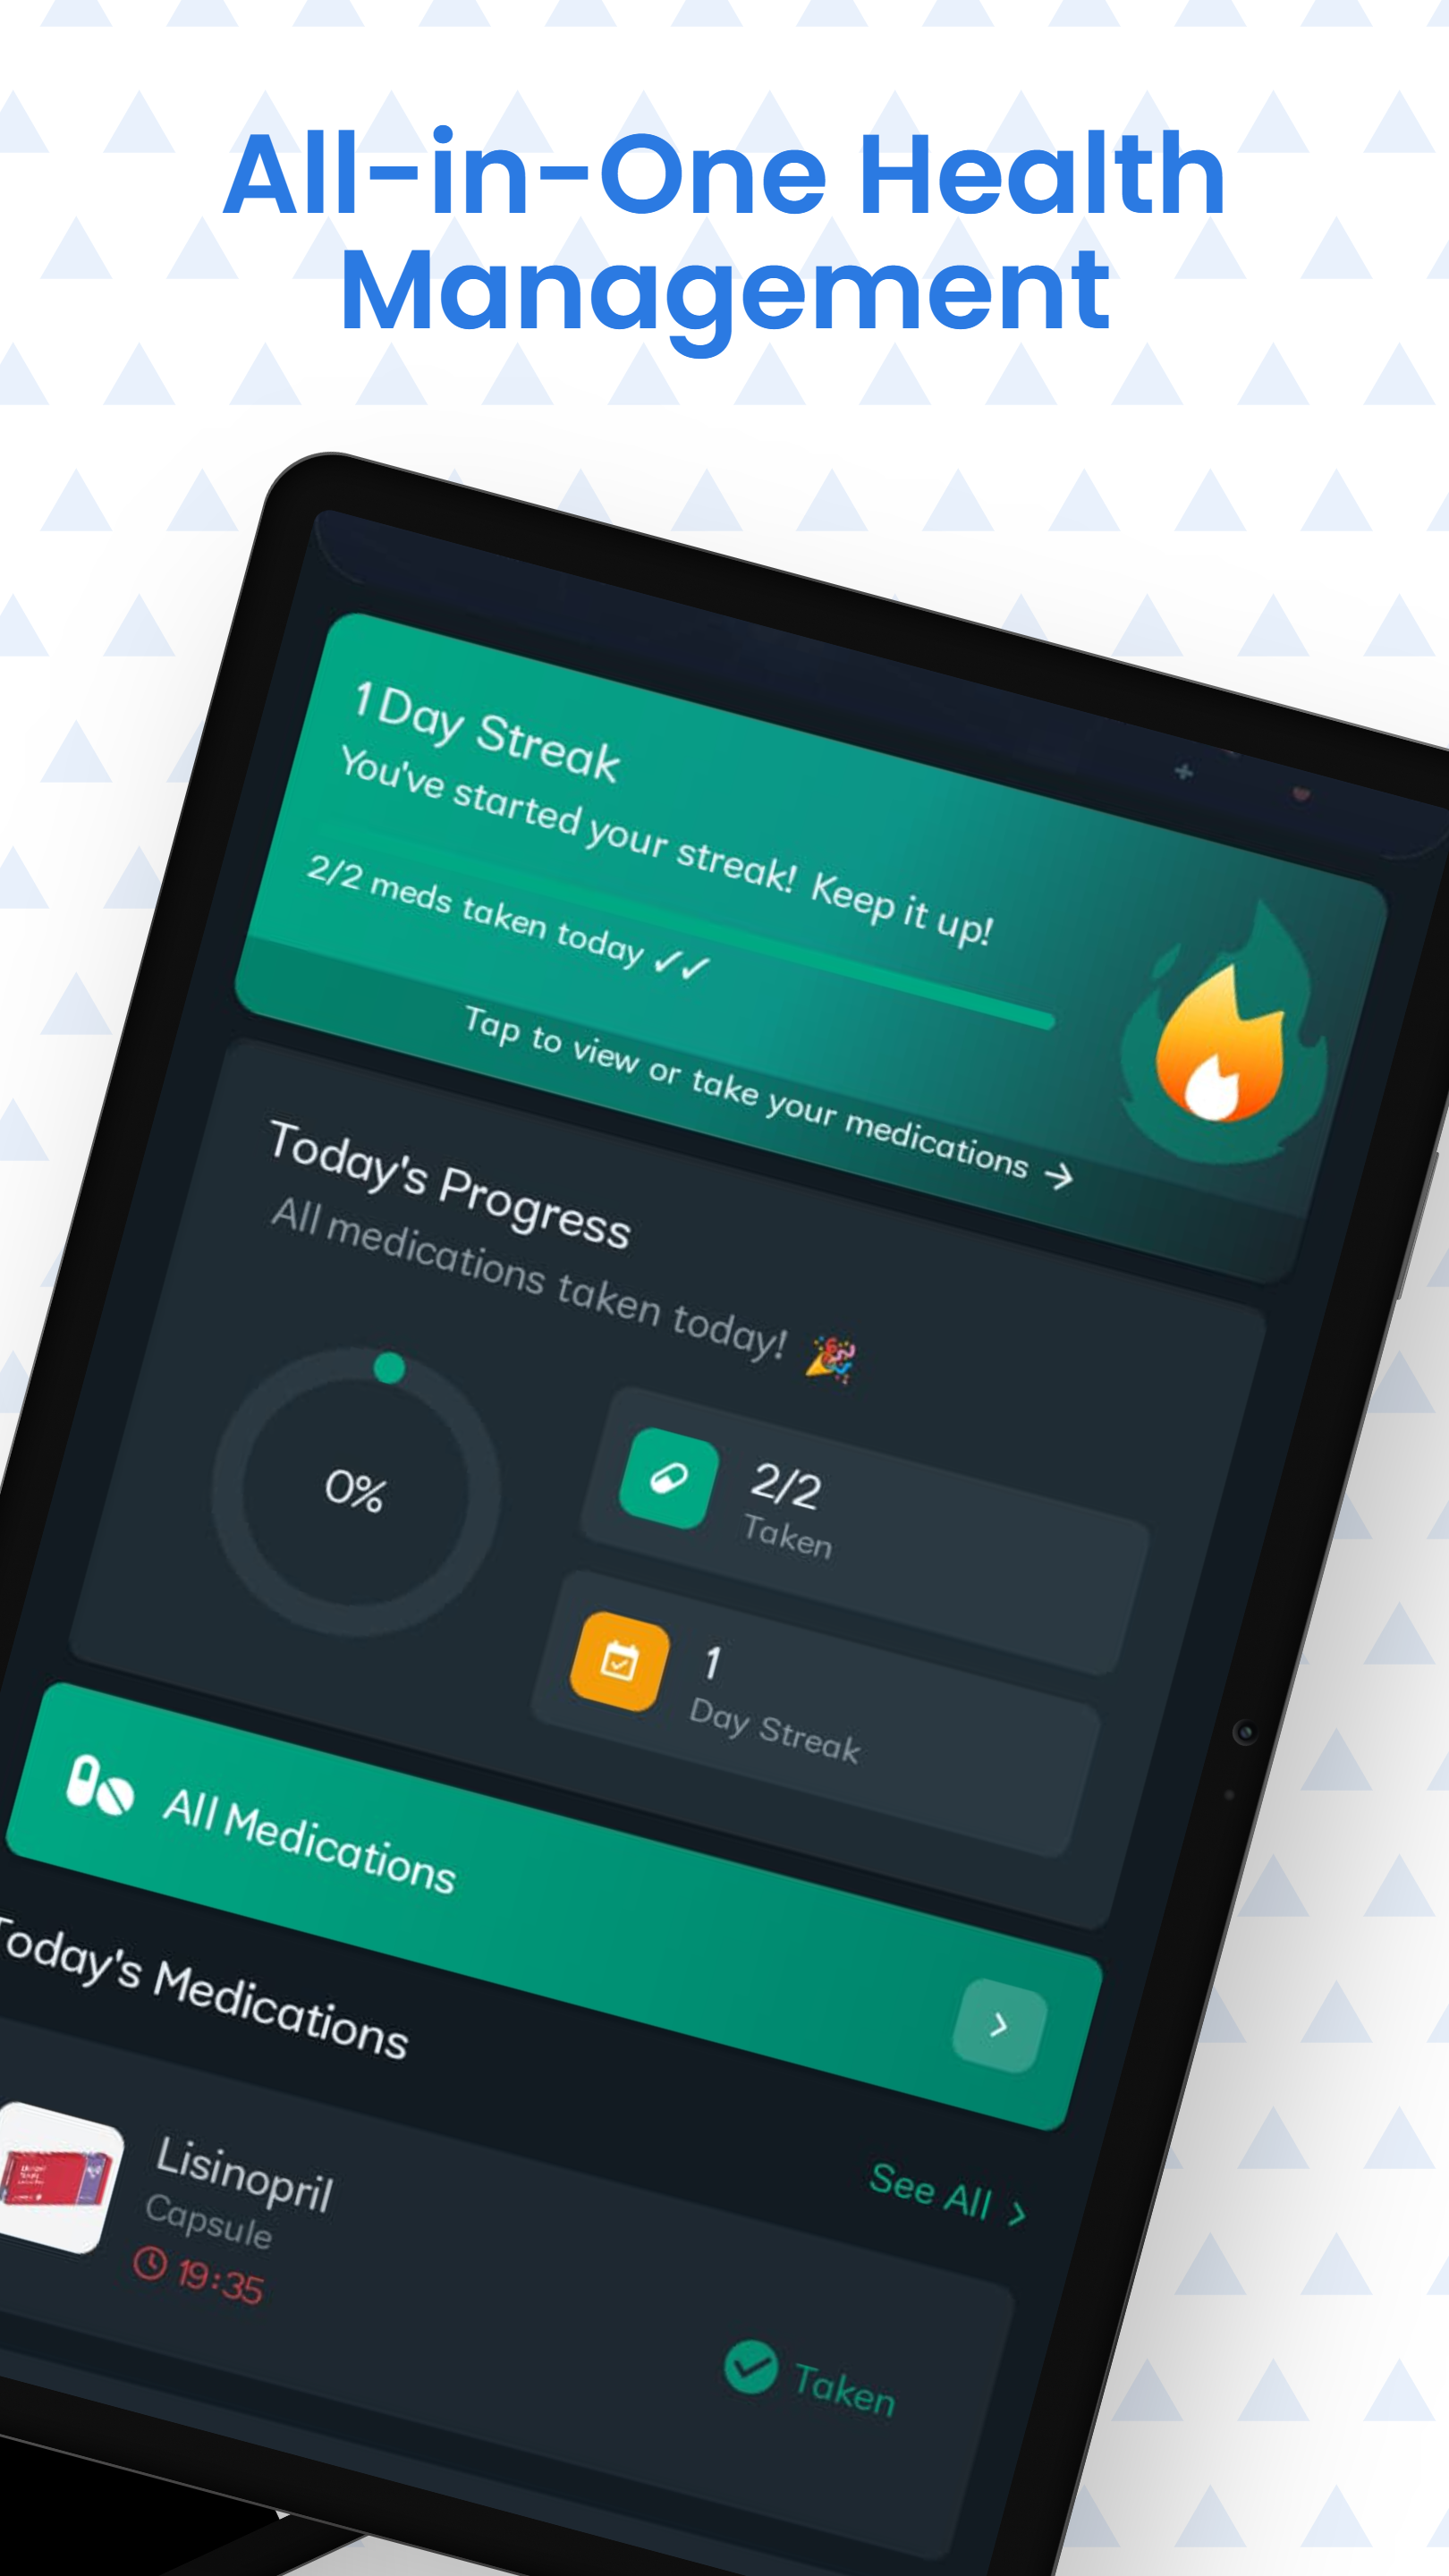 All-in-One Health
Management
1 Day Streak
You've started your streak! Keep it up!
2/2 meds taken today ✓✓
Tap to view or take your medications →
Today's Progress
All medications taken today! 🎉
0%
2/2
Taken
1
Day Streak
All Medications
Today's Medications
See All >
Lisinopril
Capsule
19:35
Taken